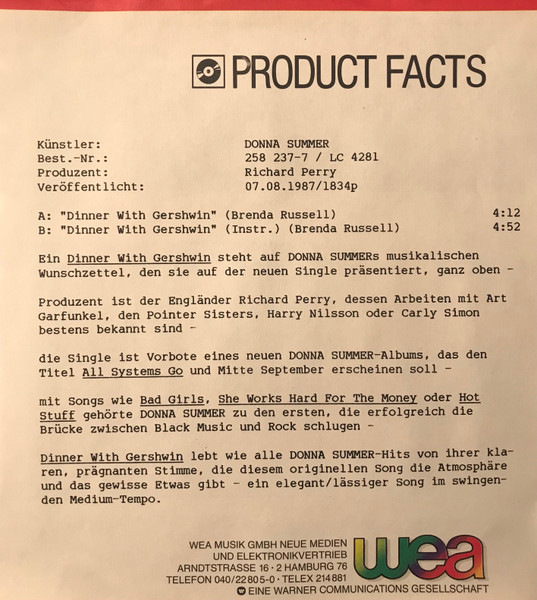 PRODUCT FACTS
Künstler: DONNA SUMMER
Best.-Nr.: 258 237-7 / LC 4281
Produzent: Richard Perry
Veröffentlicht: 07.08.1987/1834p
A: "Dinner With Gershwin" (Brenda Russell) 4:12
B: "Dinner With Gershwin" (Instr.) (Brenda Russell) 4:52
Ein Dinner With Gershwin steht auf DONNA SUMMERs musikalischen
Wunschzettel, den sie auf der neuen Single präsentiert, ganz oben -
Produzent ist der Engländer Richard Perry, dessen Arbeiten mit Art
Garfunkel, den Pointer Sisters, Harry Nilsson oder Carly Simon
bestens bekannt sind -
die Single ist Vorbote eines neuen DONNA SUMMER-Albums, das den
Titel All Systems Go und Mitte September erscheinen soll -
mit Songs wie Bad Girls, She Works Hard For The Money oder Hot
Stuff gehörte DONNA SUMMER zu den ersten, die erfolgreich die
Brücke zwischen Black Music und Rock schlugen -
Dinner With Gershwin lebt wie alle DONNA SUMMER-Hits von ihrer kla-
ren, prägnanten Stimme, die diesem originellen Song die Atmosphäre
und das gewisse Etwas gibt - ein elegant/lässiger Song im swingen-
den Medium-Tempo.
WEA MUSIK GMBH NEUE MEDIEN
UND ELEKTRONIKVERTRIEB
ARNDTSTRASSE 16 · 2 HAMBURG 76
TELEFON 040/22805-0 · TELEX 214881
wea
EINE WARNER COMMUNICATIONS GESELLSCHAFT